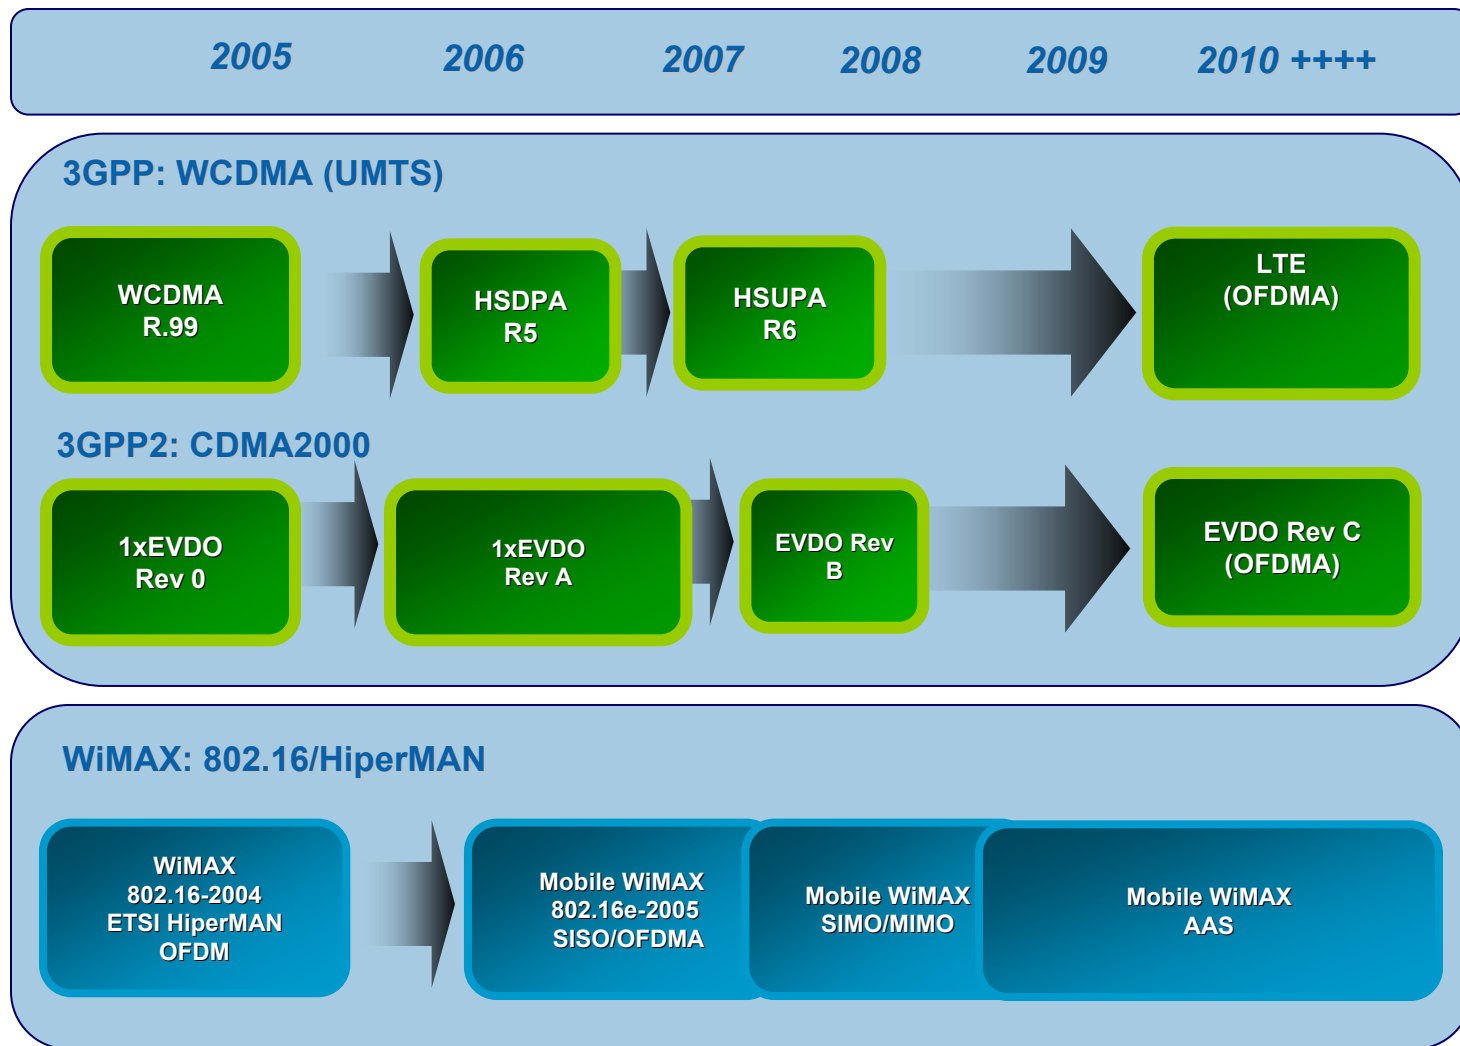 2005 2006 2007 2008 2009 2010 ++++
3GPP: WCDMA (UMTS)
WCDMA
R.99
HSDPA
R5
HSUPA
R6
LTE
(OFDMA)
3GPP2: CDMA2000
1xEVDO
Rev 0
1xEVDO
Rev A
EVDO Rev
B
EVDO Rev C
(OFDMA)
WiMAX: 802.16/HiperMAN
WiMAX
802.16-2004
ETSI HiperMAN
OFDM
Mobile WiMAX
802.16e-2005
SISO/OFDMA
Mobile WiMAX
SIMO/MIMO
Mobile WiMAX
AAS